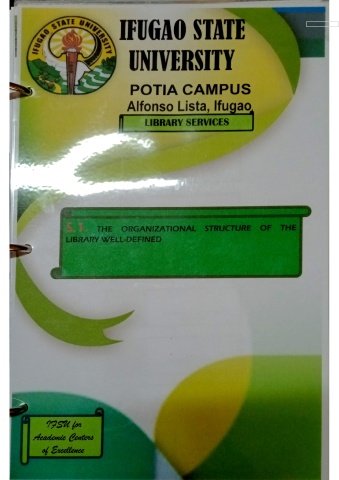 IFUGAO STATE UNIVERSITY
IFUGAO STATE
UNIVERSITY
POTIA CAMPUS
Alfonso Lista, Ifugao
LIBRARY SERVICES
S.1. THE ORGANIZATIONAL STRUCTURE OF THE
LIBRARY WELL-DEFINED
IFSU for
Academic Centers
of Excellence